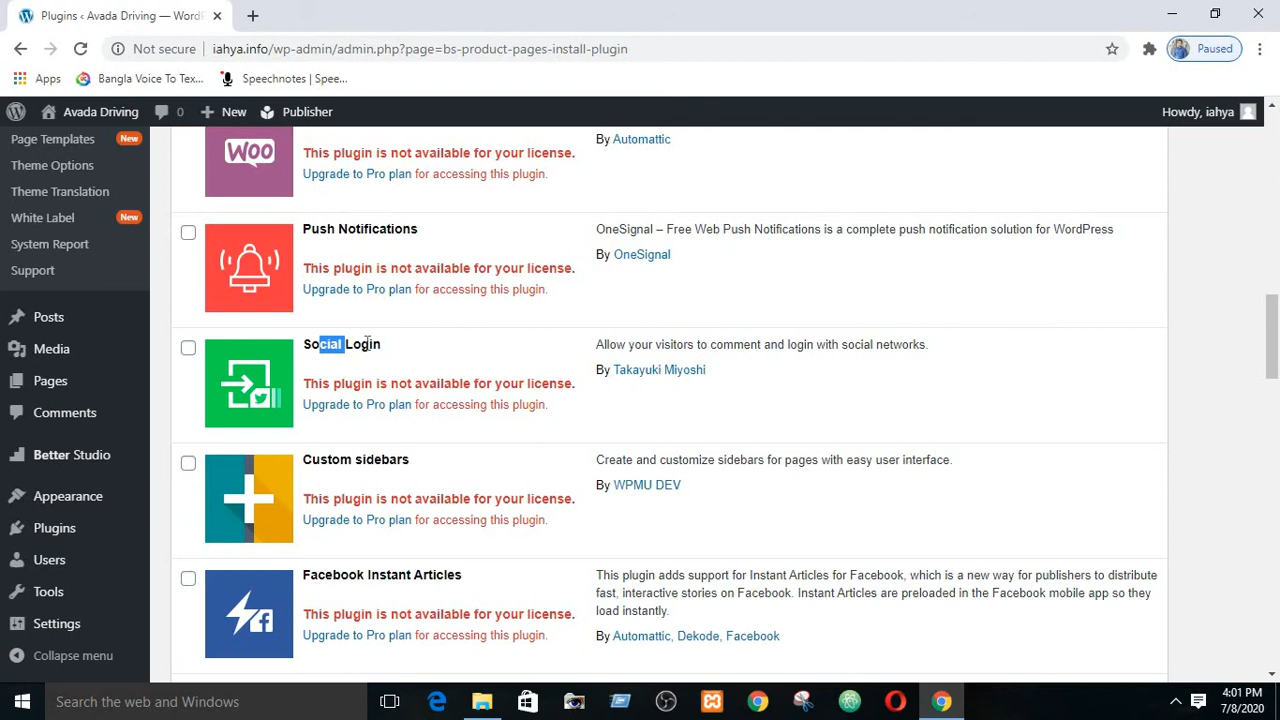 Plugins ‹ Avada Driving — WordP
Not secure
iahya.info/wp-admin/admin.php?page=bs-product-pages-install-plugin
Paused
Apps
Bangla Voice To Tex...
Speechnotes | Spee...
Avada Driving
0
New
Publisher
Howdy, iahya
Page Templates
New
Theme Options
Theme Translation
White Label
New
System Report
Support
Posts
Media
Pages
Comments
Better Studio
Appearance
Plugins
Users
Tools
Settings
Collapse menu
WOO
This plugin is not available for your license.
Upgrade to Pro plan for accessing this plugin.
By Automattic
Push Notifications
This plugin is not available for your license.
Upgrade to Pro plan for accessing this plugin.
OneSignal – Free Web Push Notifications is a complete push notification solution for WordPress
By OneSignal
Social Login
This plugin is not available for your license.
Upgrade to Pro plan for accessing this plugin.
Allow your visitors to comment and login with social networks.
By Takayuki Miyoshi
Custom sidebars
This plugin is not available for your license.
Upgrade to Pro plan for accessing this plugin.
Create and customize sidebars for pages with easy user interface.
By WPMU DEV
Facebook Instant Articles
This plugin is not available for your license.
Upgrade to Pro plan for accessing this plugin.
This plugin adds support for Instant Articles for Facebook, which is a new way for publishers to distribute
fast, interactive stories on Facebook. Instant Articles are preloaded in the Facebook mobile app so they
load instantly.
By Automattic, Dekode, Facebook
Search the web and Windows
4:01 PM
7/8/2020